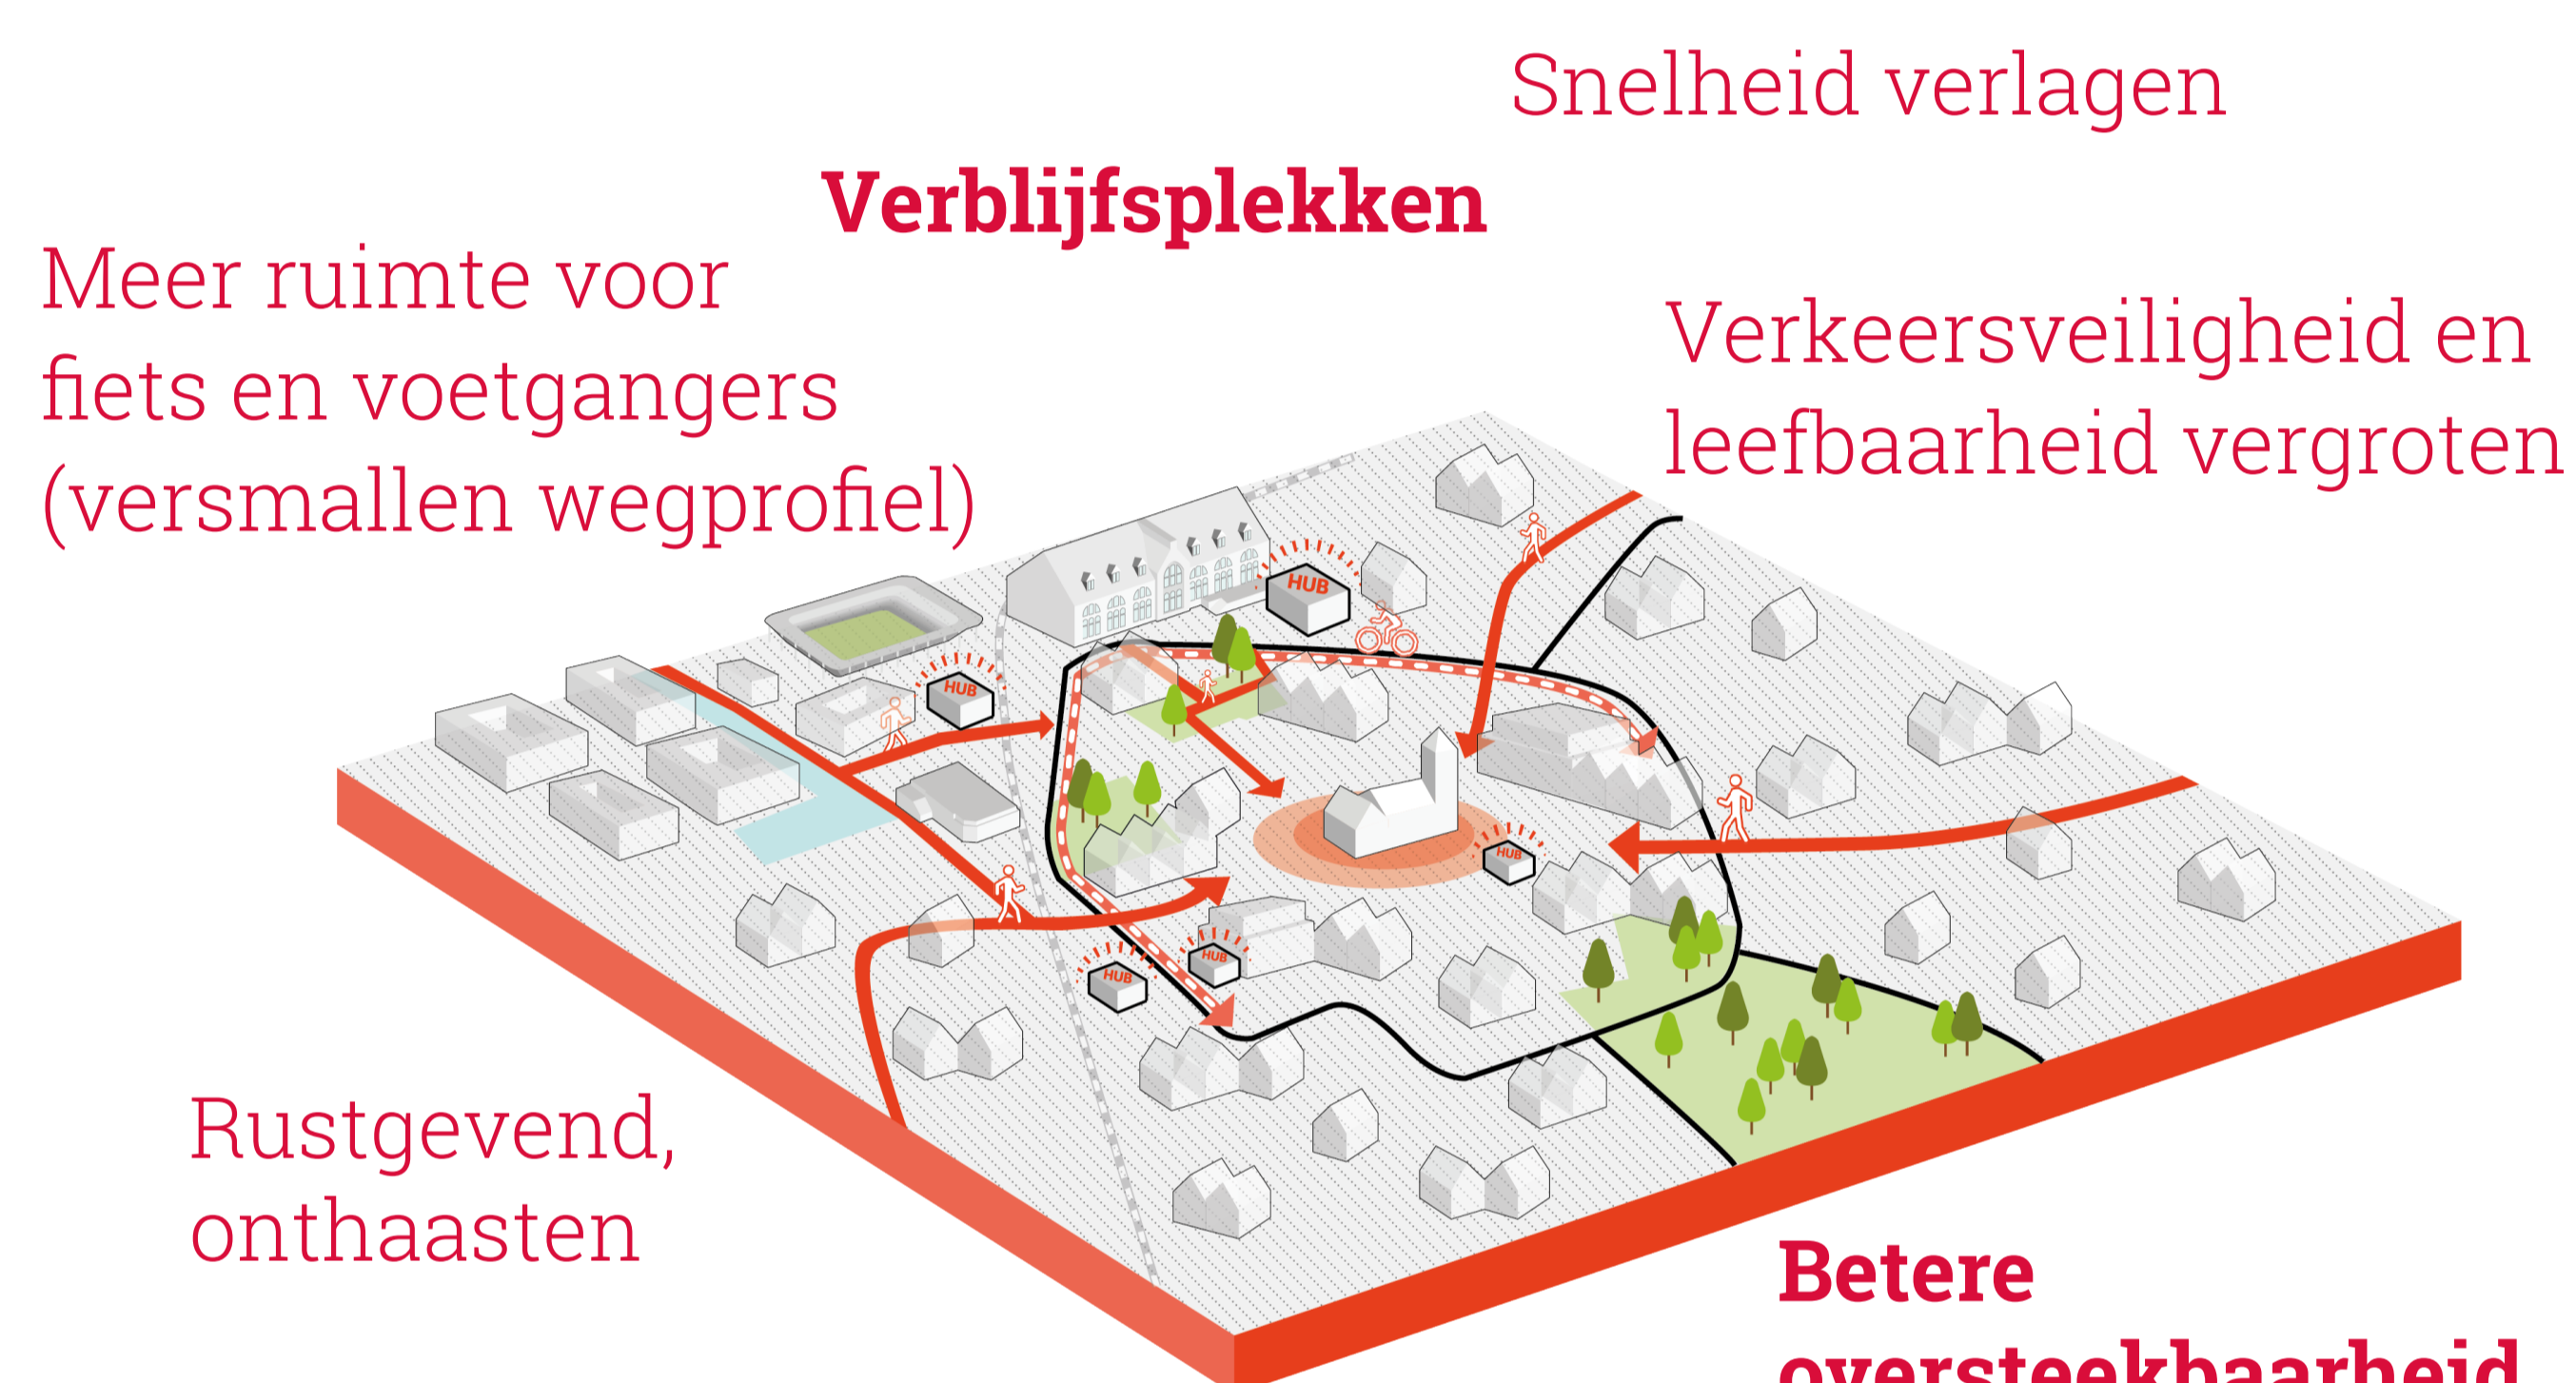 Snelheid verlagen
Verblijfsplekken
Meer ruimte voor
fiets en voetgangers
(versmallen wegprofiel)
Verkeersveiligheid en
leefbaarheid vergroten
HUB
HUB
HUB
HUB
HUB
Rustgevend,
onthaasten
Betere
oversteekbaarheid